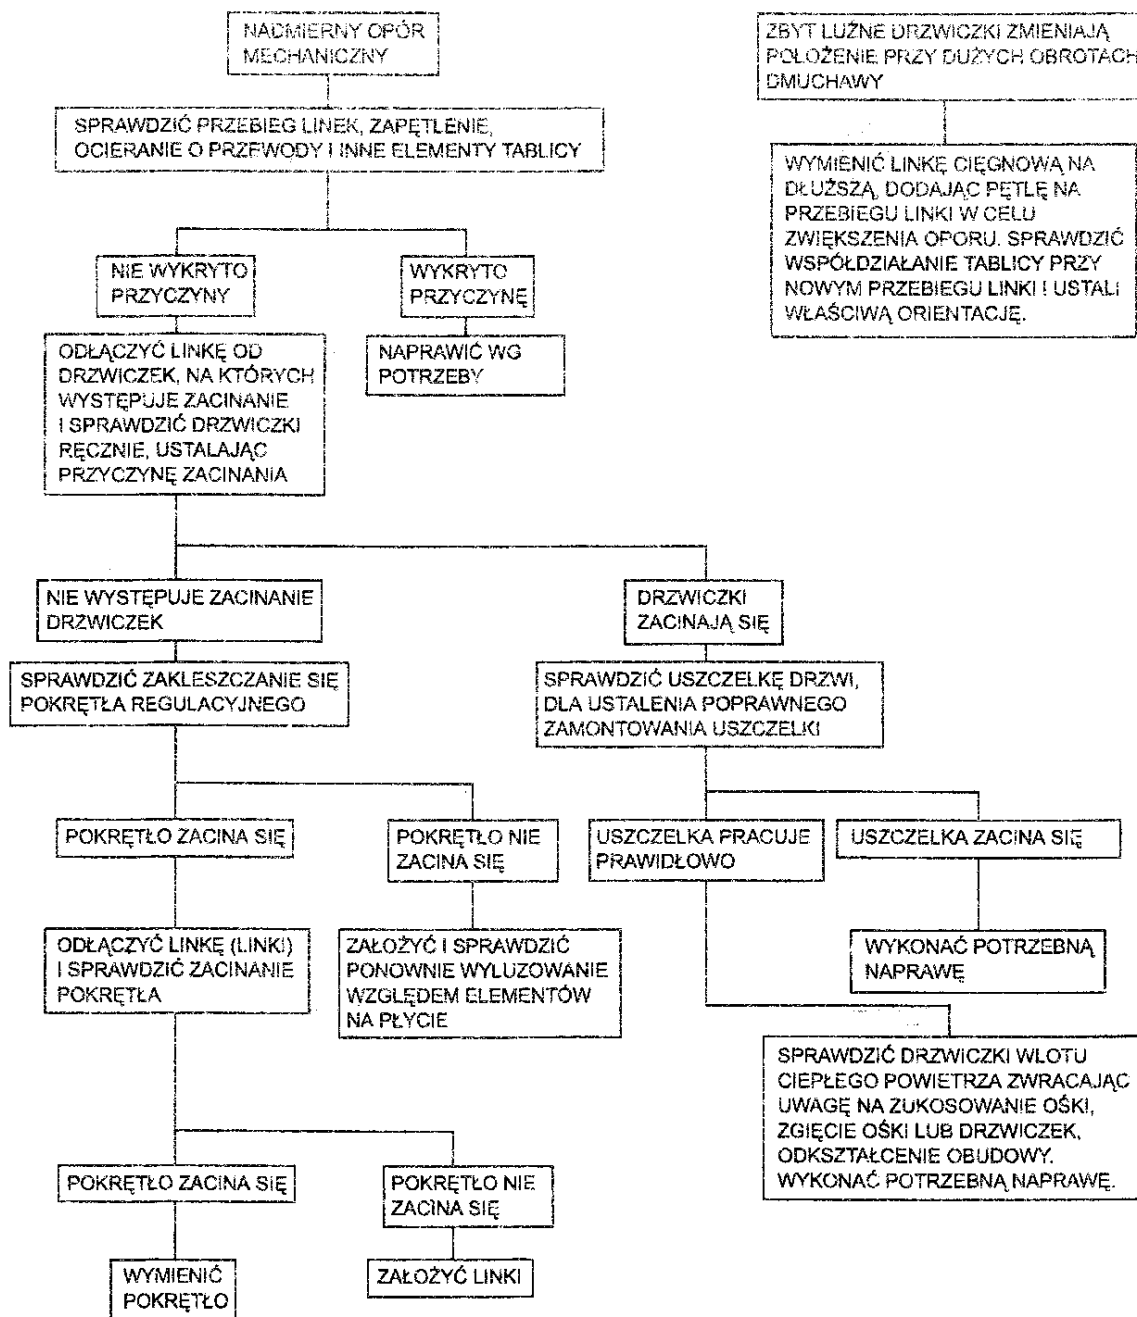 NADMIERNY OPÓR
MECHANICZNY
SPRAWDZIĆ PRZEBIEG LINEK, ZAPĘTLENIE,
OCIERANIE O PRZEWODY I INNE ELEMENTY TABLICY
NIE WYKRYTO
PRZYCZYNY
WYKRYTO
PRZYCZYNĘ
ODŁĄCZYĆ LINKĘ OD
DRZWICZEK, NA KTÓRYCH
WYSTĘPUJE ZACINANIE
I SPRAWDZIĆ DRZWICZKI
RĘCZNIE, USTALAJĄC
PRZYCZYNĘ ZACINANIA
NAPRAWIĆ WG
POTRZEBY
ZBYT LUŹNE DRZWICZKI ZMIENIAJĄ
POŁOŻENIE PRZY DUŻYCH OBROTACH
DMUCHAWY
WYMIENIĆ LINKĘ CIĘGNOWĄ NA
DŁUŻSZĄ, DODAJĄC PĘTLĘ NA
PRZEBIEGU LINKI W CELU
ZWIĘKSZENIA OPORU. SPRAWDZIĆ
WSPÓŁDZIAŁANIE TABLICY PRZY
NOWYM PRZEBIEGU LINKI I USTALI
WŁAŚCIWĄ ORIENTACJĘ.
NIE WYSTĘPUJE ZACINANIE
DRZWICZEK
DRZWICZKI
ZACINAJĄ SIĘ
SPRAWDZIĆ ZAKLESZCZANIE SIĘ
POKRĘTŁA REGULACYJNEGO
SPRAWDZIĆ USZCZELKĘ DRZWI,
DLA USTALENIA POPRAWNEGO
ZAMONTOWANIA USZCZELKI
POKRĘTŁO ZACINA SIĘ
POKRĘTŁO NIE
ZACINA SIĘ
USZCZELKA PRACUJE
PRAWIDŁOWO
USZCZELKA ZACINA SIĘ
ODŁĄCZYĆ LINKĘ (LINKI)
I SPRAWDZIĆ ZACINANIE
POKRĘTŁA
ZAŁOŻYĆ I SPRAWDZIĆ
PONOWNIE WYLUZOWANIE
WZGLĘDEM ELEMENTÓW
NA PŁYCIE
WYKONAĆ POTRZEBNĄ
NAPRAWĘ
SPRAWDZIĆ DRZWICZKI WLOTU
CIEPŁEGO POWIETRZA ZWRACAJĄC
UWAGĘ NA ZUKOSOWANIE OŚKI,
ZGIĘCIE OŚKI LUB DRZWICZEK,
ODKSZTAŁCENIE OBUDOWY.
WYKONAĆ POTRZEBNĄ NAPRAWĘ.
POKRĘTŁO ZACINA SIĘ
POKRĘTŁO NIE
ZACINA SIĘ
WYMIENIĆ
POKRĘTŁO
ZAŁOŻYĆ LINKI